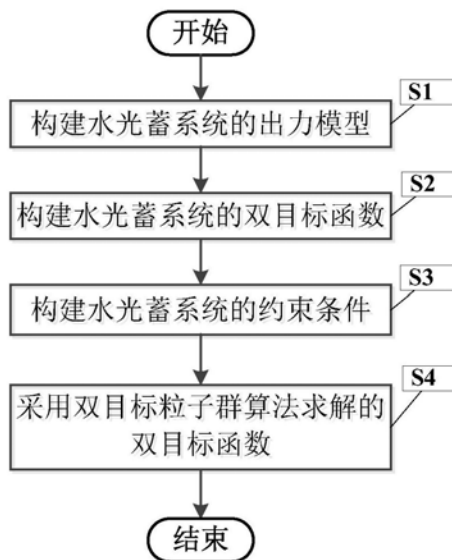 开始
S1
构建水光蓄系统的出力模型
S2
构建水光蓄系统的双目标函数
S3
构建水光蓄系统的约束条件
S4
采用双目标粒子群算法求解的
双目标函数
结束